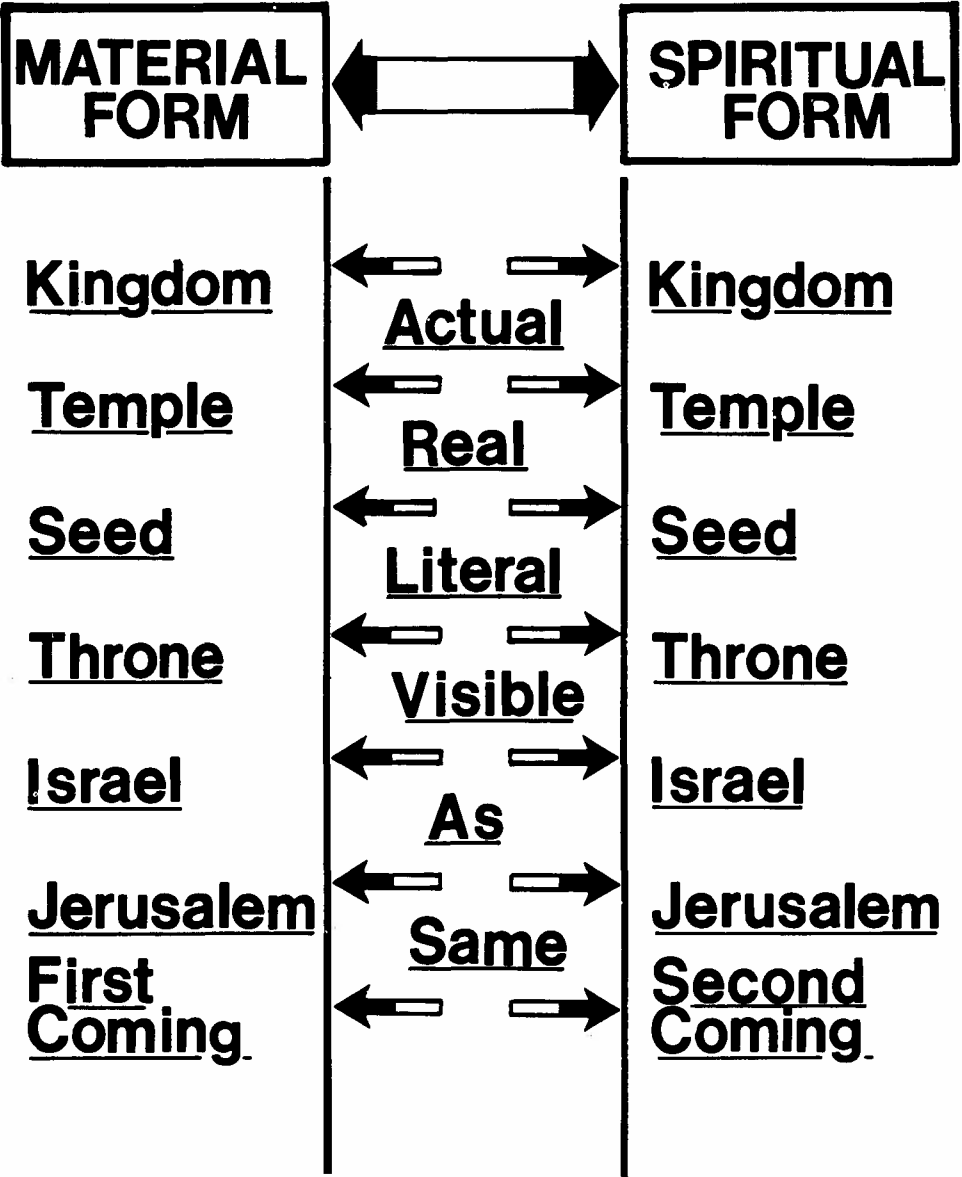 MATERIAL
FORM
SPIRITUAL
FORM
Kingdom
Kingdom
Actual
Temple
Temple
Real
Seed
Seed
Literal
Throne
Throne
Visible
Israel
Israel
As
Jerusalem
Jerusalem
Same
First
Coming
Second
Coming